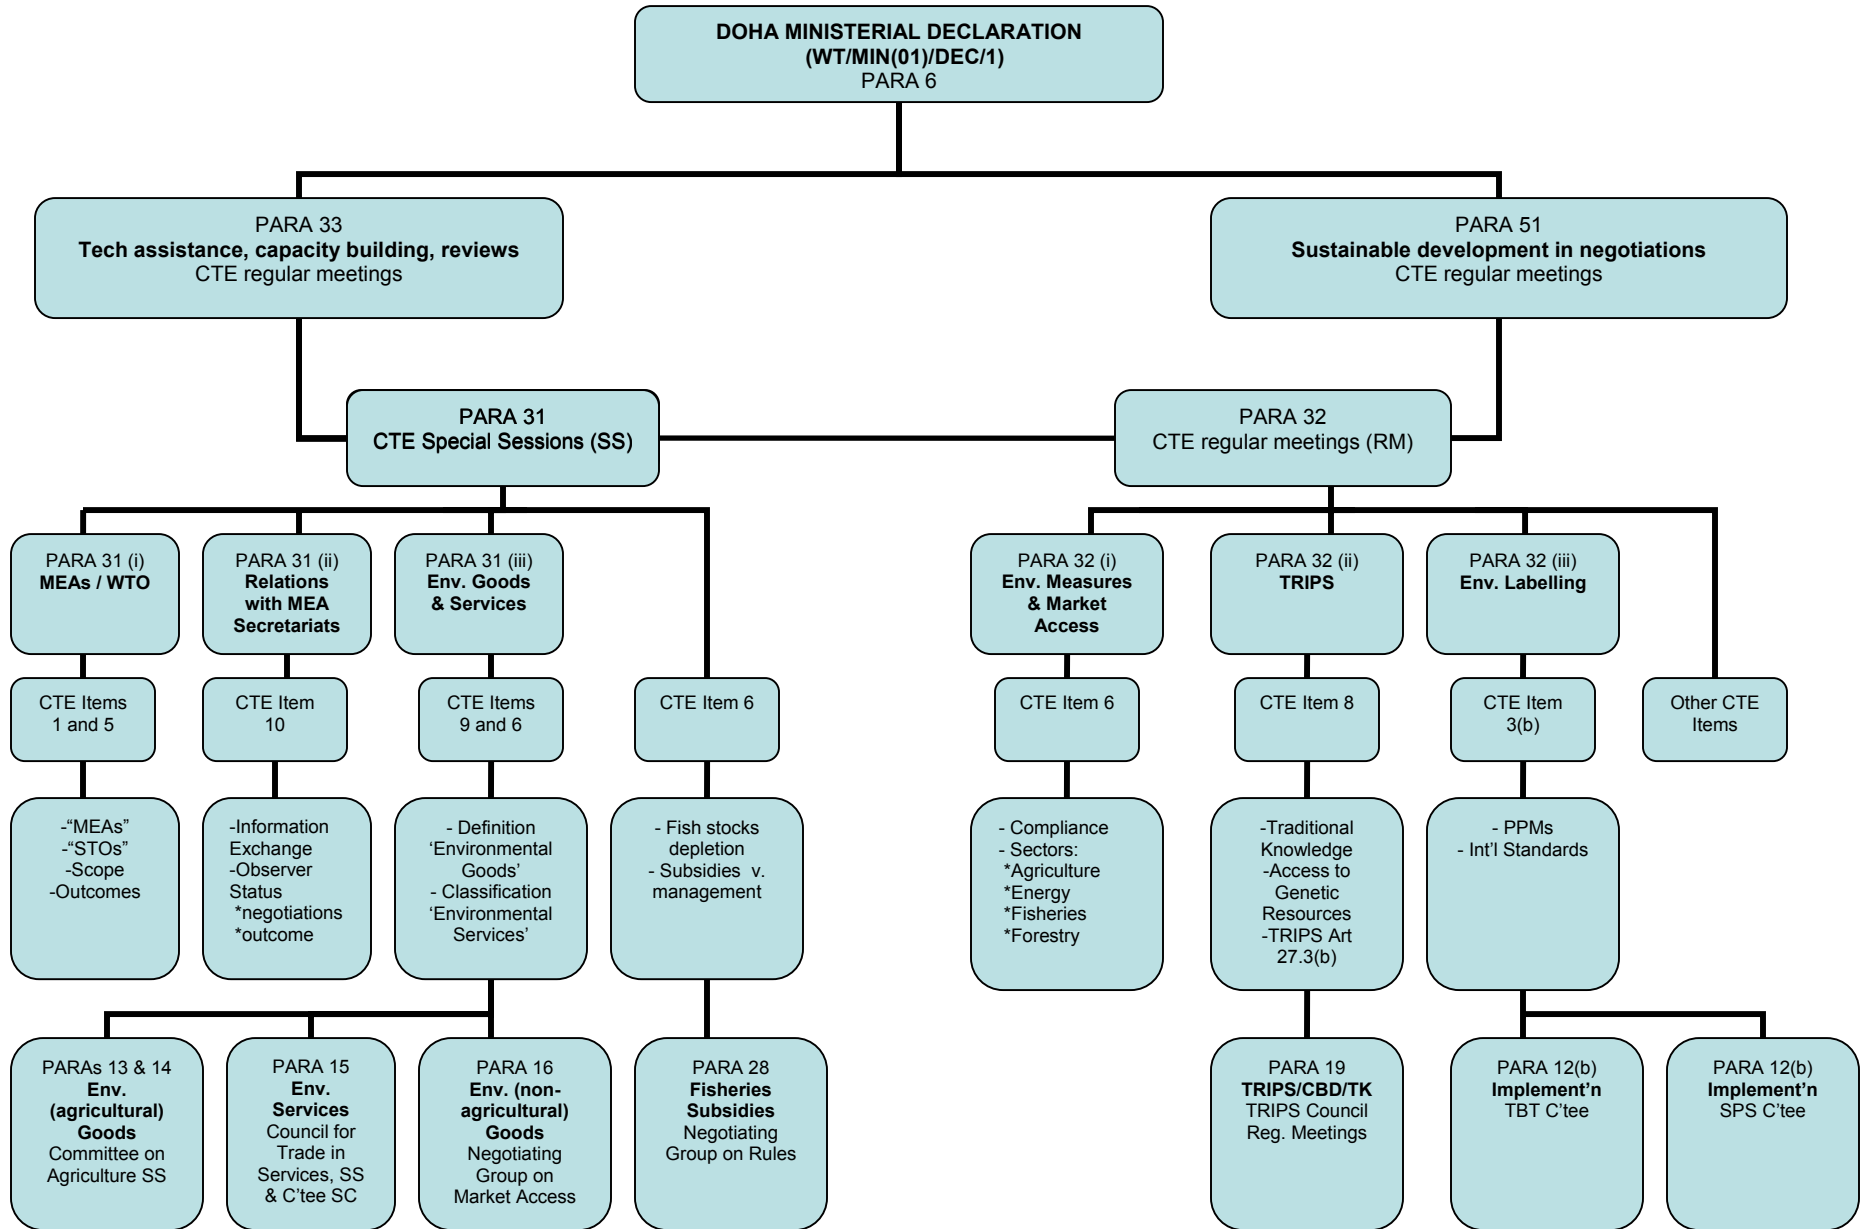 DOHA MINISTERIAL DECLARATION
(WT/MIN(01)/DEC/1)
PARA 6
PARA 33
Tech assistance, capacity building, reviews
CTE regular meetings
PARA 51
Sustainable development in negotiations
CTE regular meetings
PARA 31
CTE Special Sessions (SS)
PARA 32
CTE regular meetings (RM)
PARA 31 (i)
MEAs / WTO
PARA 31 (ii)
Relations
with MEA
Secretariats
PARA 31 (iii)
Env. Goods
& Services
PARA 32 (i)
Env. Measures
& Market
Access
PARA 32 (ii)
TRIPS
PARA 32 (iii)
Env. Labelling
CTE Items
1 and 5
CTE Item
10
CTE Items
9 and 6
CTE Item 6
CTE Item 6
CTE Item 8
CTE Item
3(b)
Other CTE
Items
-“MEAs”
-“STOs”
-Scope
-Outcomes
-Information
Exchange
-Observer
Status
*negotiations
*outcome
- Definition
‘Environmental
Goods’
- Classification
‘Environmental
Services’
- Fish stocks
depletion
- Subsidies v.
management
- Compliance
- Sectors:
*Agriculture
*Energy
*Fisheries
*Forestry
-Traditional
Knowledge
-Access to
Genetic
Resources
-TRIPS Art
27.3(b)
- PPMs
- Int’l Standards
PARAs 13 & 14
Env.
(agricultural)
Goods
Committee on
Agriculture SS
PARA 15
Env.
Services
Council for
Trade in
Services, SS
& C’tee SC
PARA 16
Env. (non-
agricultural)
Goods
Negotiating
Group on
Market Access
PARA 28
Fisheries
Subsidies
Negotiating
Group on Rules
PARA 19
TRIPS/CBD/TK
TRIPS Council
Reg. Meetings
PARA 12(b)
Implement’n
TBT C’tee
PARA 12(b)
Implement’n
SPS C’tee